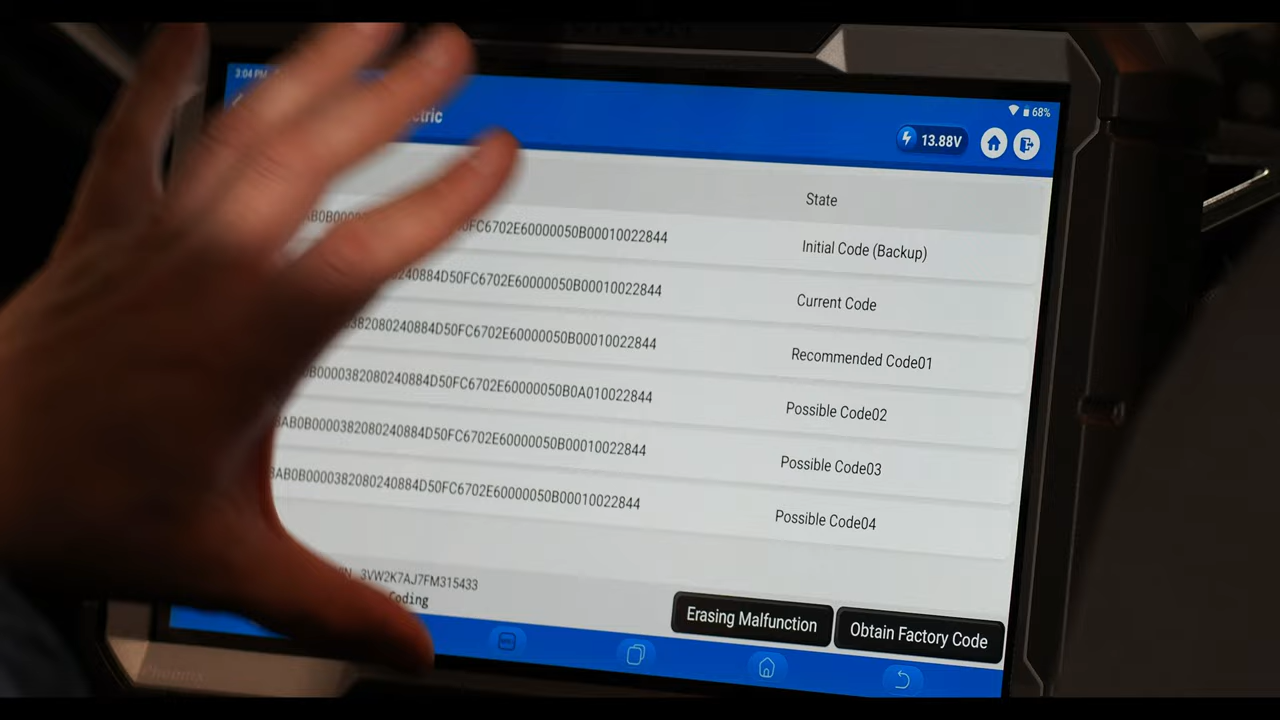 3:04 PM
68%
ctric
13.88V
State
FC6702E60000050B00010022844 Initial Code (Backup)
240884D50FC6702E60000050B00010022844 Current Code
382080240884D50FC6702E60000050B00010022844 Recommended Code01
B0000382080240884D50FC6702E60000050B0A010022844 Possible Code02
AB0B0000382080240884D50FC6702E60000050B00010022844 Possible Code03
AB0B0000382080240884D50FC6702E60000050B00010022844 Possible Code04
3VW2K7AJ7FM315433
Coding
Erasing Malfunction
Obtain Factory Code